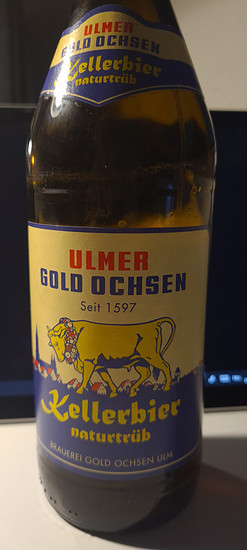 ULMER
GOLD OCHSEN
Kellerbier
naturtrüb
ULMER
GOLD OCHSEN
Seit 1597
Kellerbier
naturtrüb
BRAUEREI GOLD OCHSEN ULM